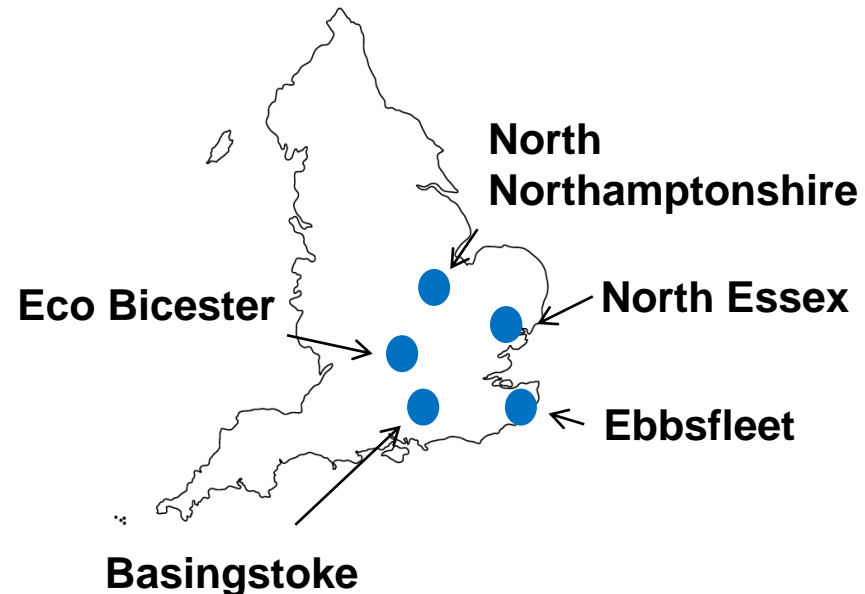 North
Northamptonshire
Eco Bicester
North Essex
Ebbsfleet
Basingstoke